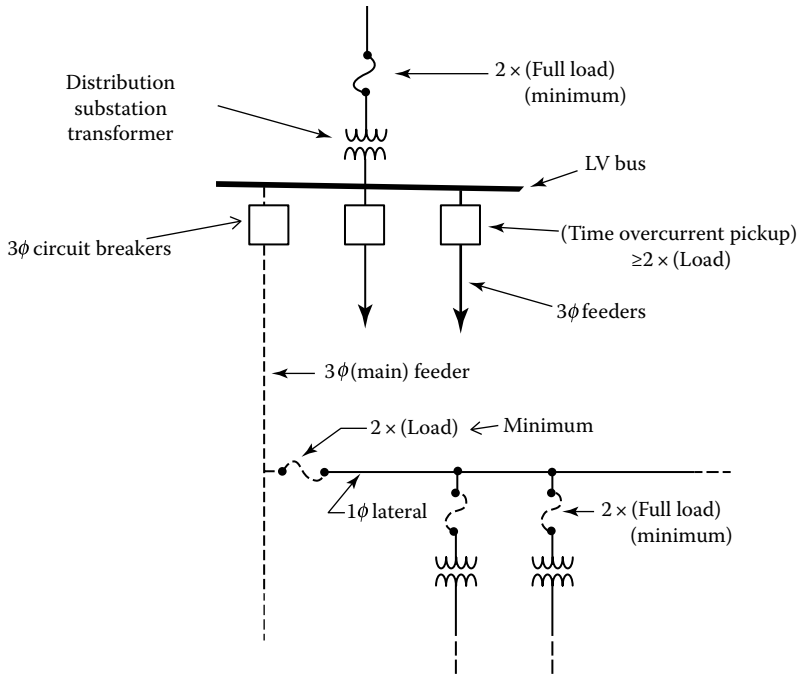 2 × (Full load)
(minimum)
Distribution
substation
transformer
LV bus
3ϕ circuit breakers
(Time overcurrent pickup)
≥2 × (Load)
3ϕ feeders
3ϕ (main) feeder
2 × (Load)
Minimum
1ϕ lateral
2 × (Full load)
(minimum)